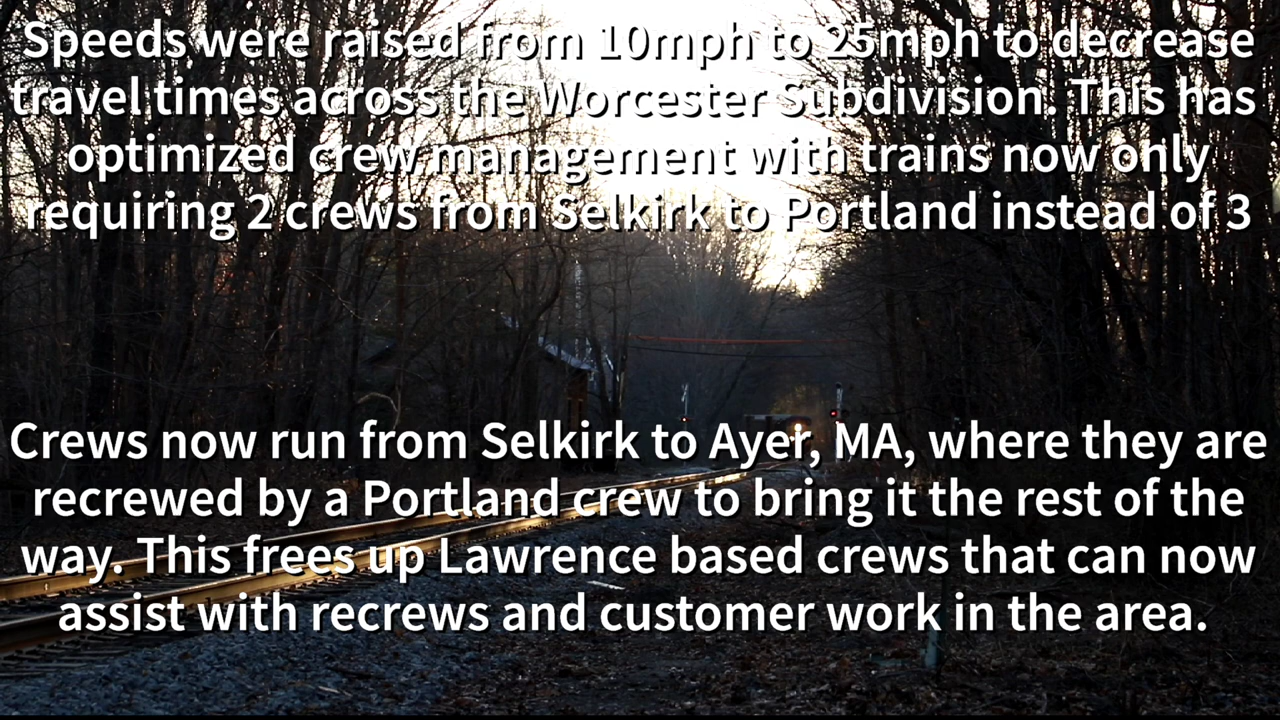 Speeds were raised from 10mph to 25mph to decrease
travel times across the Worcester Subdivision. This has
optimized crew management with trains now only
requiring 2 crews from Selkirk to Portland instead of 3
Crews now run from Selkirk to Ayer, MA, where they are
recrewed by a Portland crew to bring it the rest of the
way. This frees up Lawrence based crews that can now
assist with recrews and customer work in the area.